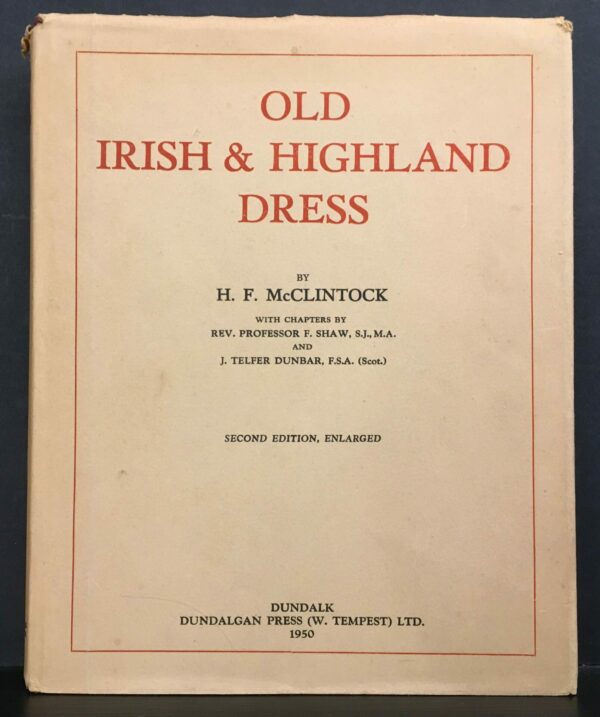 OLD
IRISH & HIGHLAND
DRESS
BY
H. F. McCLINTOCK
WITH CHAPTERS BY
REV. PROFESSOR F. SHAW, S.J., M.A.
AND
J. TELFER DUNBAR, F.S.A. (Scot.)
SECOND EDITION, ENLARGED
DUNDALK
DUNDALGAN PRESS (W. TEMPEST) LTD.
1950